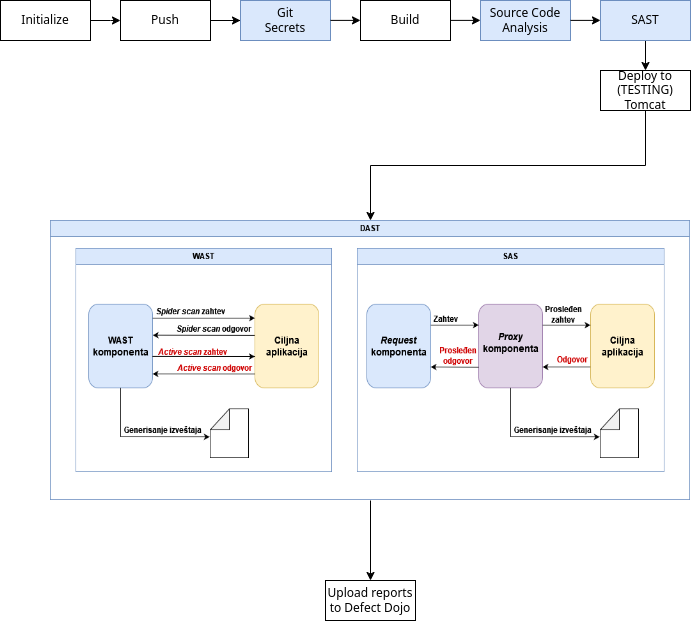 Initialize
Push
Git
Secrets
Build
Source Code
Analysis
SAST
Deploy to
(TESTING)
Tomcat
DAST
WAST
WAST
komponenta
Spider scan zahtev
Spider scan odgovor
Active scan zahtev
Active scan odgovor
Ciljna
aplikacija
Generisanje izveštaja
SAS
Request
komponenta
Zahtev
Prosleđen
odgovor
Proxy
komponenta
Prosleđen
zahtev
Odgovor
Ciljna
aplikacija
Generisanje izveštaja
Upload reports
to Defect Dojo